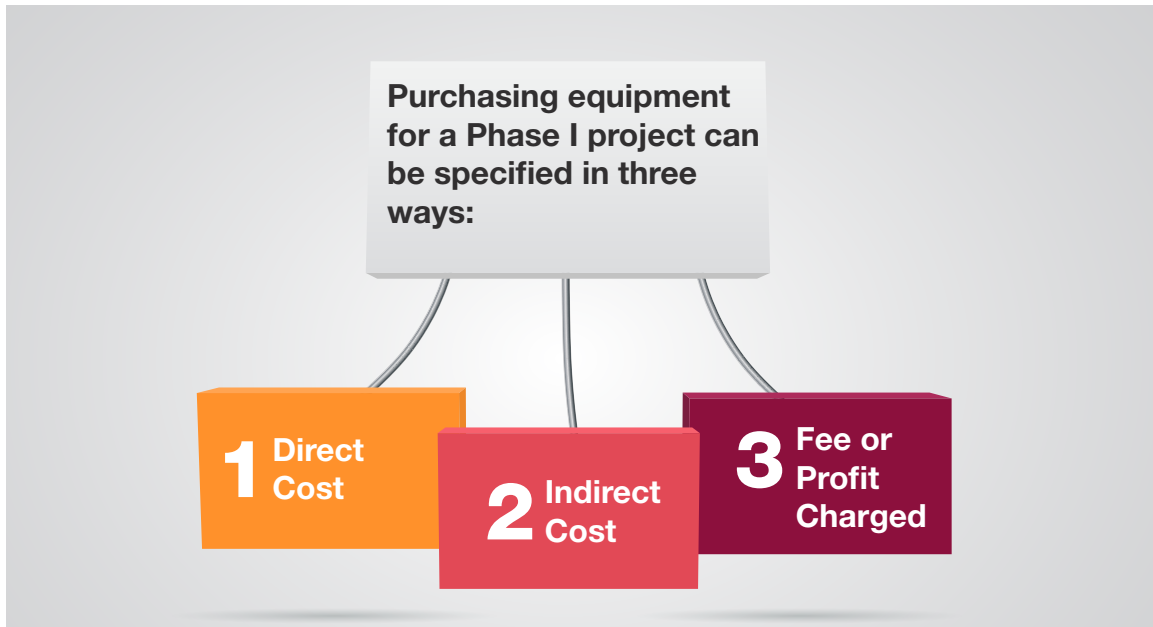 Purchasing equipment
for a Phase I project can
be specified in three
ways:
1 Direct
Cost
2 Indirect
Cost
3 Fee or
Profit
Charged